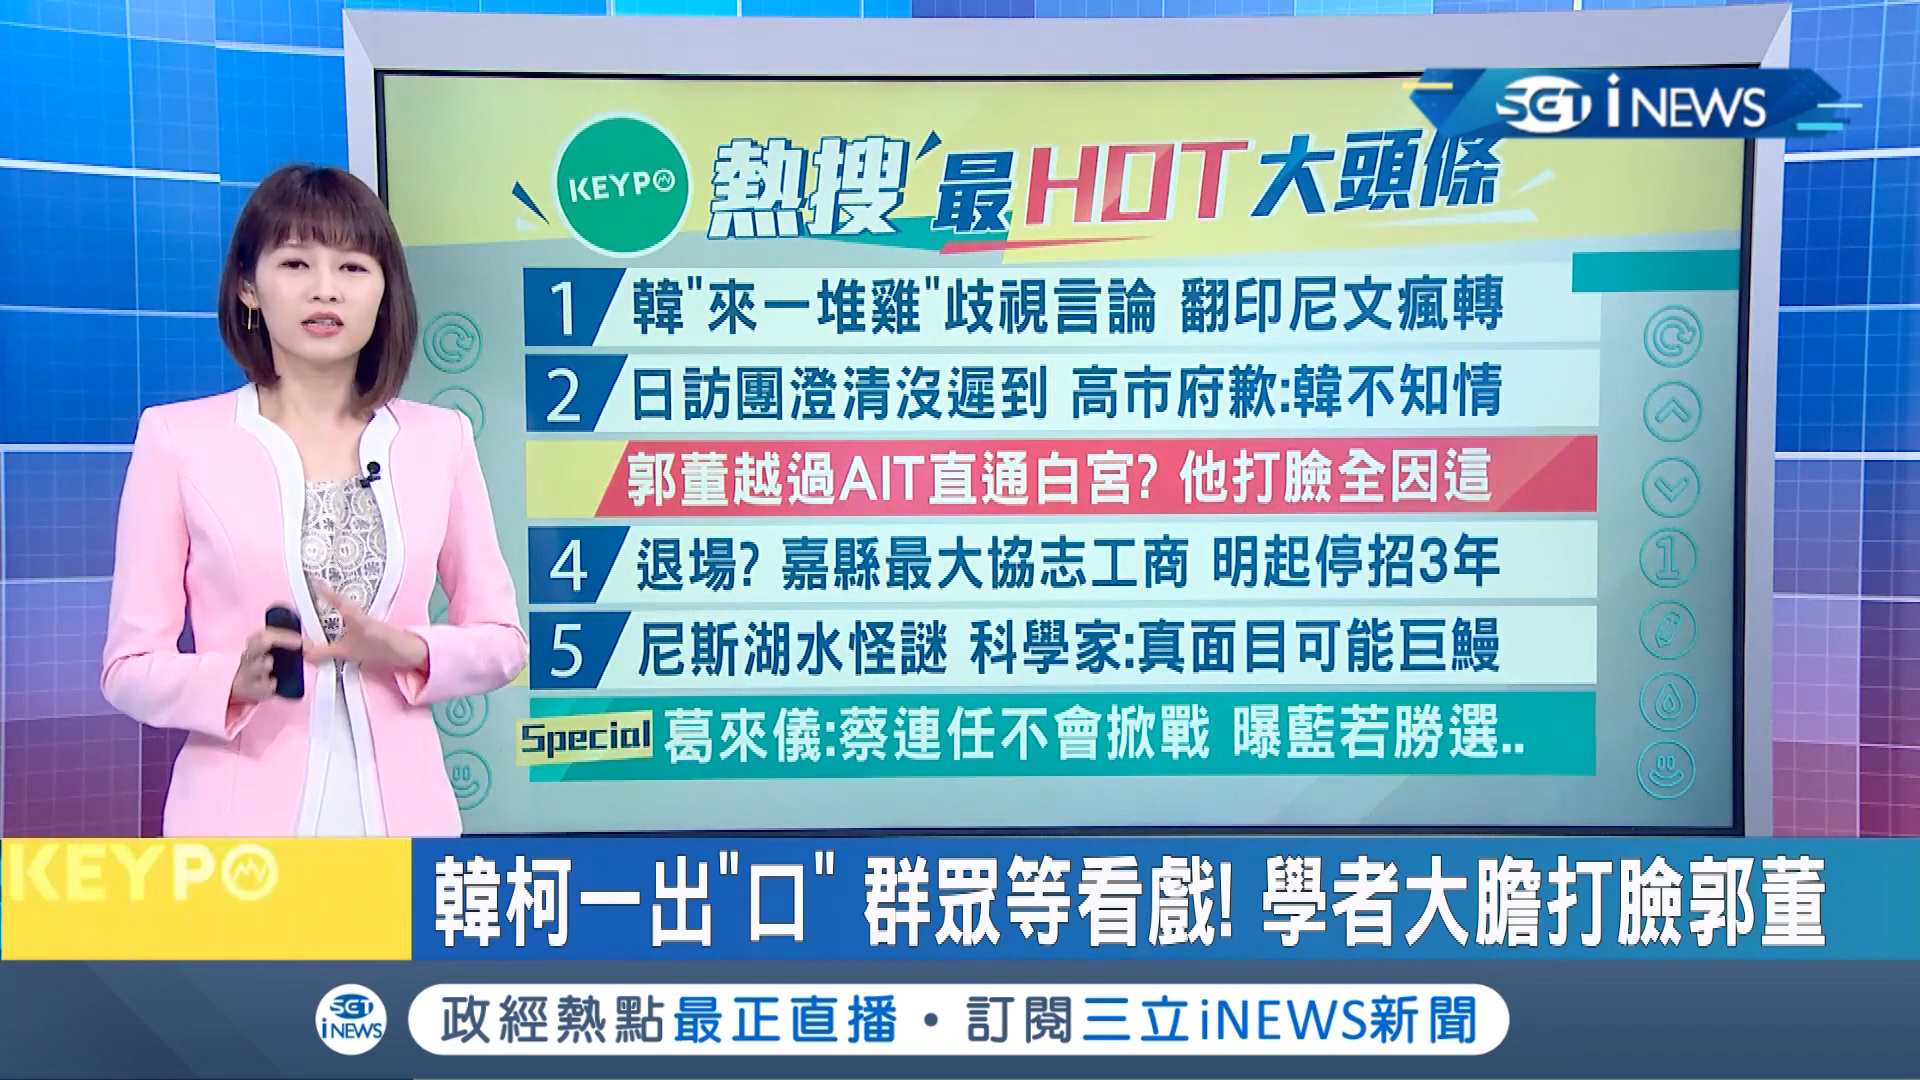 SET iNEWS
KEYPO 熱搜 最HOT大頭條
1 韓"來一堆雞"歧視言論 翻印尼文瘋轉
2 日訪團澄清沒遲到 高市府歉:韓不知情
郭董越過AIT直通白宮? 他打臉全因這
4 退場? 嘉縣最大協志工商 明起停招3年
5 尼斯湖水怪謎 科學家:真面目可能巨鰻
Special 葛來儀:蔡連任不會掀戰 曝藍若勝選..
1
KEYPO 韓柯一出"口" 群眾等看戲! 學者大膽打臉郭董
SET iNEWS 政經熱點最正直播・訂閱三立iNEWS新聞